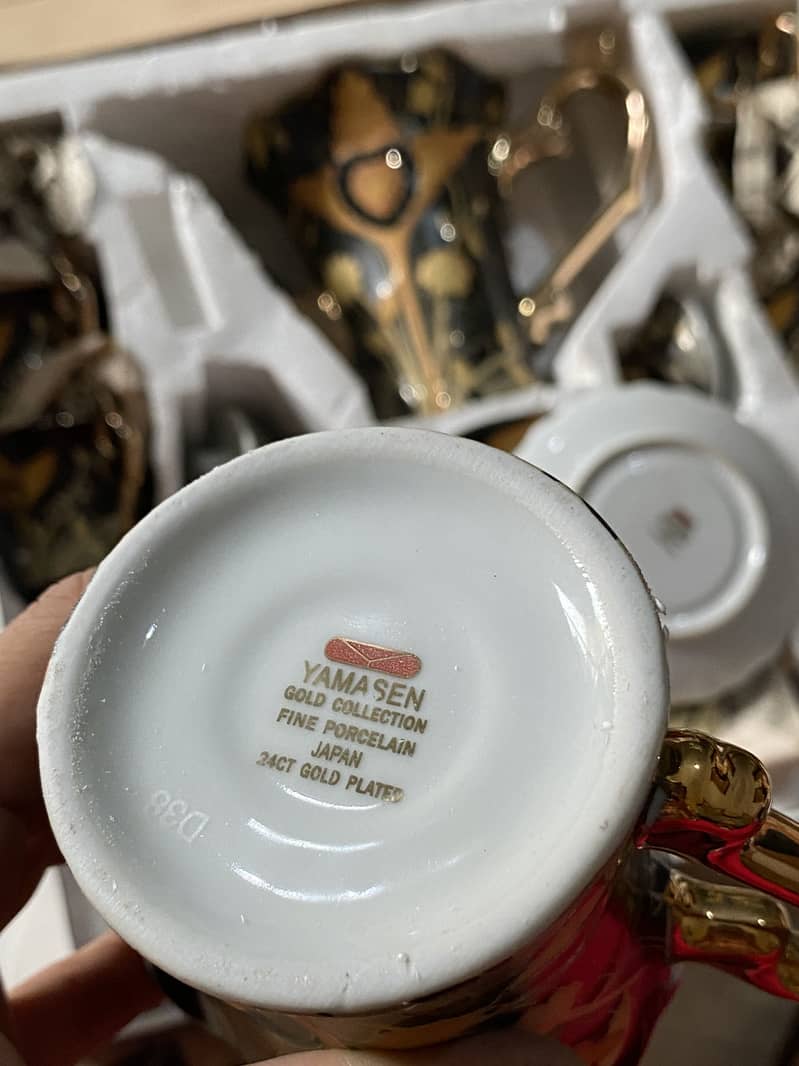 YAMASEN
GOLD COLLECTION
FINE PORCELAIN
JAPAN
24CT GOLD PLATED
D38